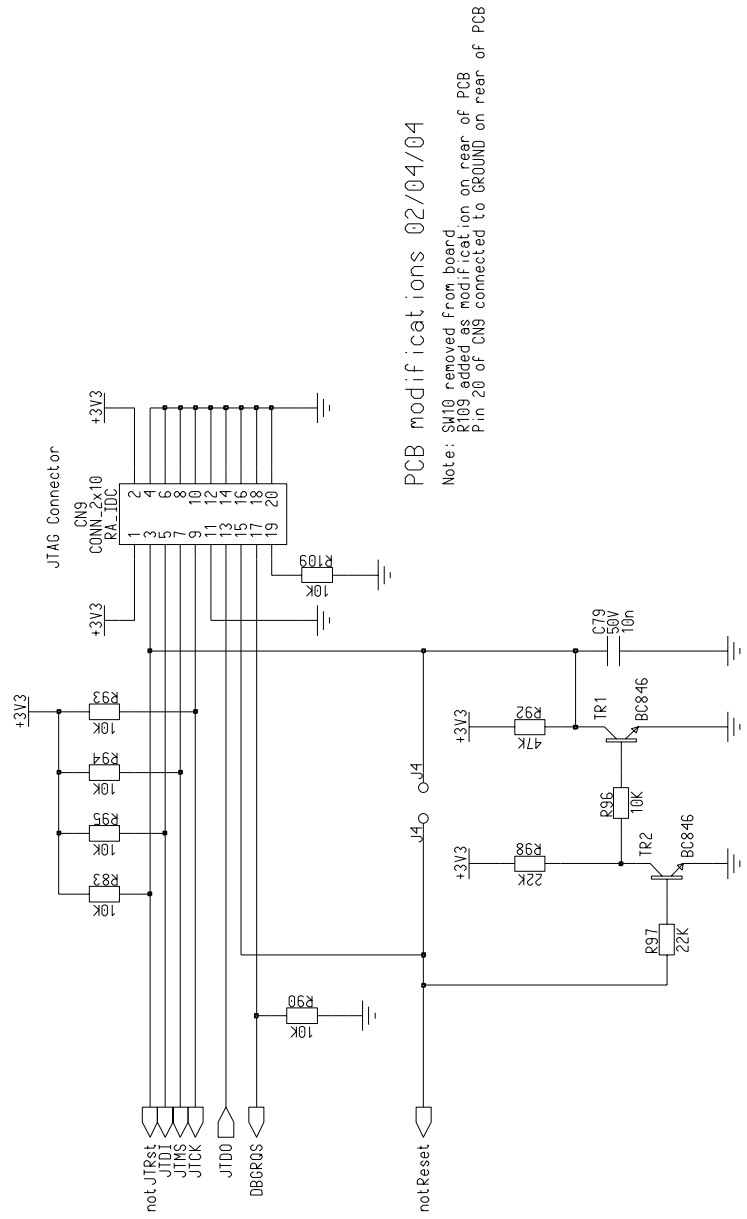 +3V3
R93
10K
R94
10K
R95
10K
R83
10K
JTAG Connector
CN9
CONN_2x10
RA_IDC
+3V3
+3V3
1
2
3
4
5
6
7
8
9
10
11
12
13
14
15
16
17
18
19
20
R109
10K
R90
10K
notJTRst
JTDI
JTMS
JTCK
JTDO
DBGRQS
notReset
J4
J4
+3V3
R92
47K
C79
50V
10n
TR1
BC846
R96
10K
+3V3
R98
22K
TR2
BC846
R97
22K
PCB modifications 02/04/04
Note: SW10 removed from board
R109 added as modification on rear of PCB
Pin 20 of CN9 connected to GROUND on rear of PCB